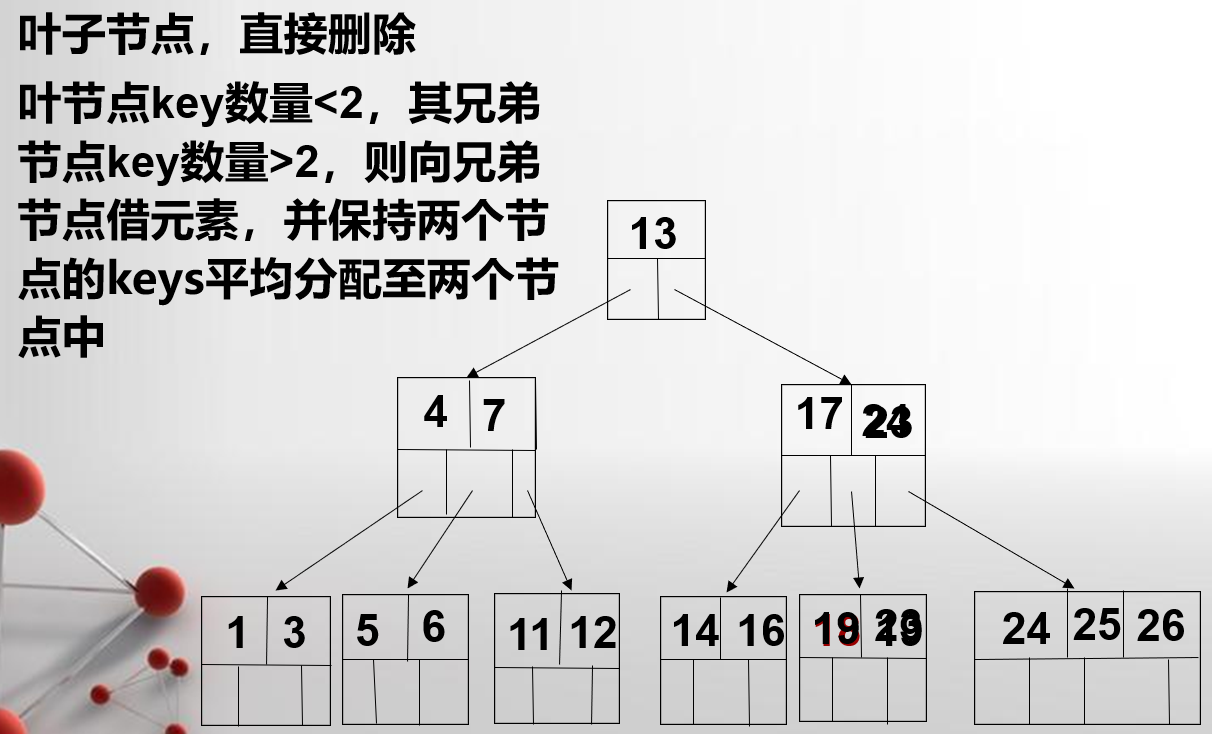 叶子节点，直接删除
叶节点key数量<2，其兄弟
节点key数量>2，则向兄弟
节点借元素，并保持两个节
点的keys平均分配至两个节
点中
13
4 7
17
1 3 5 6 11 12 14 16 24 25 26